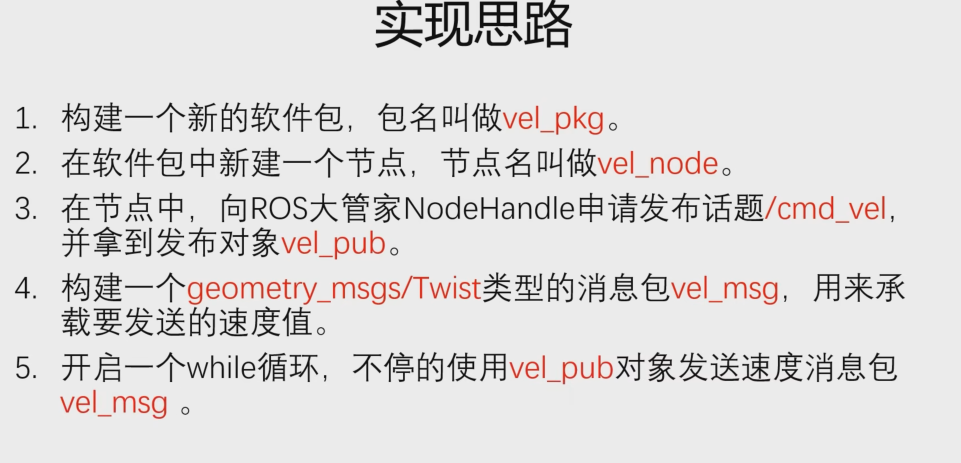 实现思路
1. 构建一个新的软件包，包名叫做vel_pkg。
2. 在软件包中新建一个节点，节点名叫做vel_node。
3. 在节点中，向ROS大管家NodeHandle申请发布话题/cmd_vel，
并拿到发布对象vel_pub。
4. 构建一个geometry_msgs/Twist类型的消息包vel_msg，用来承
载要发送的速度值。
5. 开启一个while循环，不停的使用vel_pub对象发送速度消息包
vel_msg 。